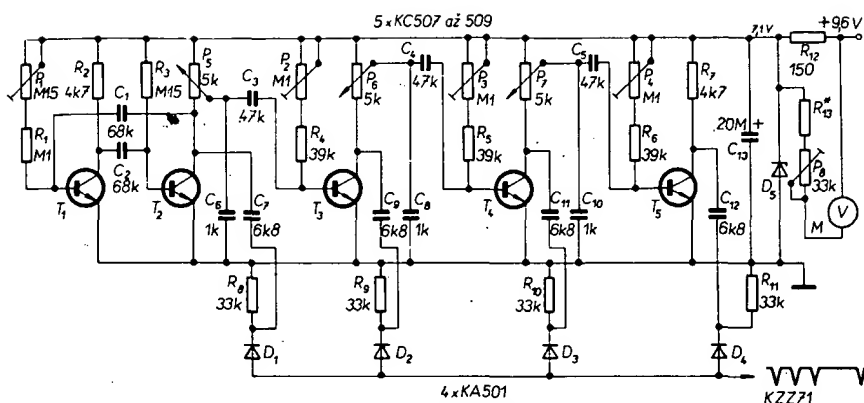 5 x KC507 až 509
7,1V
+9,6V
P1
M15
R2
4k7
R3
M15
P5
5k
C3
47k
P2
M1
P6
5k
C4
47k
P3
M1
P7
5k
C5
47k
P4
M1
R7
4k7
R12
150
C1
68k
C2
68k
R1
M1
R4
39k
R5
39k
R6
39k
20M +
C13
R13*
P8
33k
D5
M
V
T1
T2
C6
1k
C7
6k8
T3
C9
6k8
C8
1k
T4
C11
6k8
C10
1k
T5
C12
6k8
R8
33k
R9
33k
R10
33k
R11
33k
D1
D2
D3
D4
4 x KA501
KZZ71